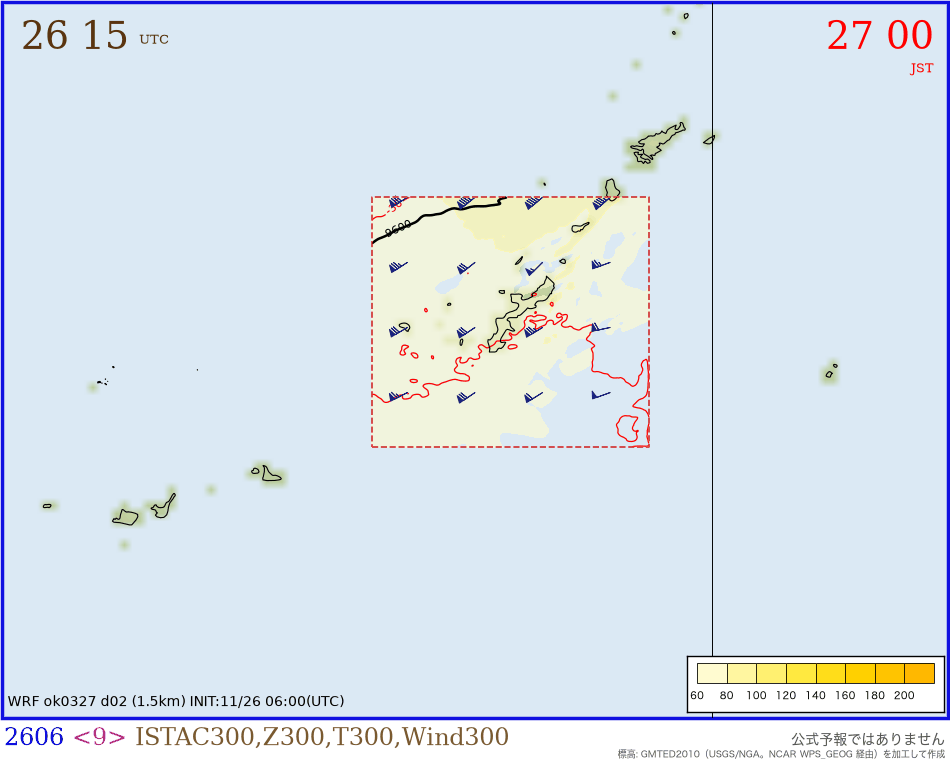 26 15 UTC
27 00
JST
9600
60 80 100 120 140 160 180 200
WRF ok0327 d02 (1.5km) INIT:11/26 06:00(UTC)
2606 <9> ISTAC300,Z300,T300,Wind300
公式予報ではありません
標高: GMTED2010（USGS/NGA。NCAR WPS_GEOG 経由）を加工して作成